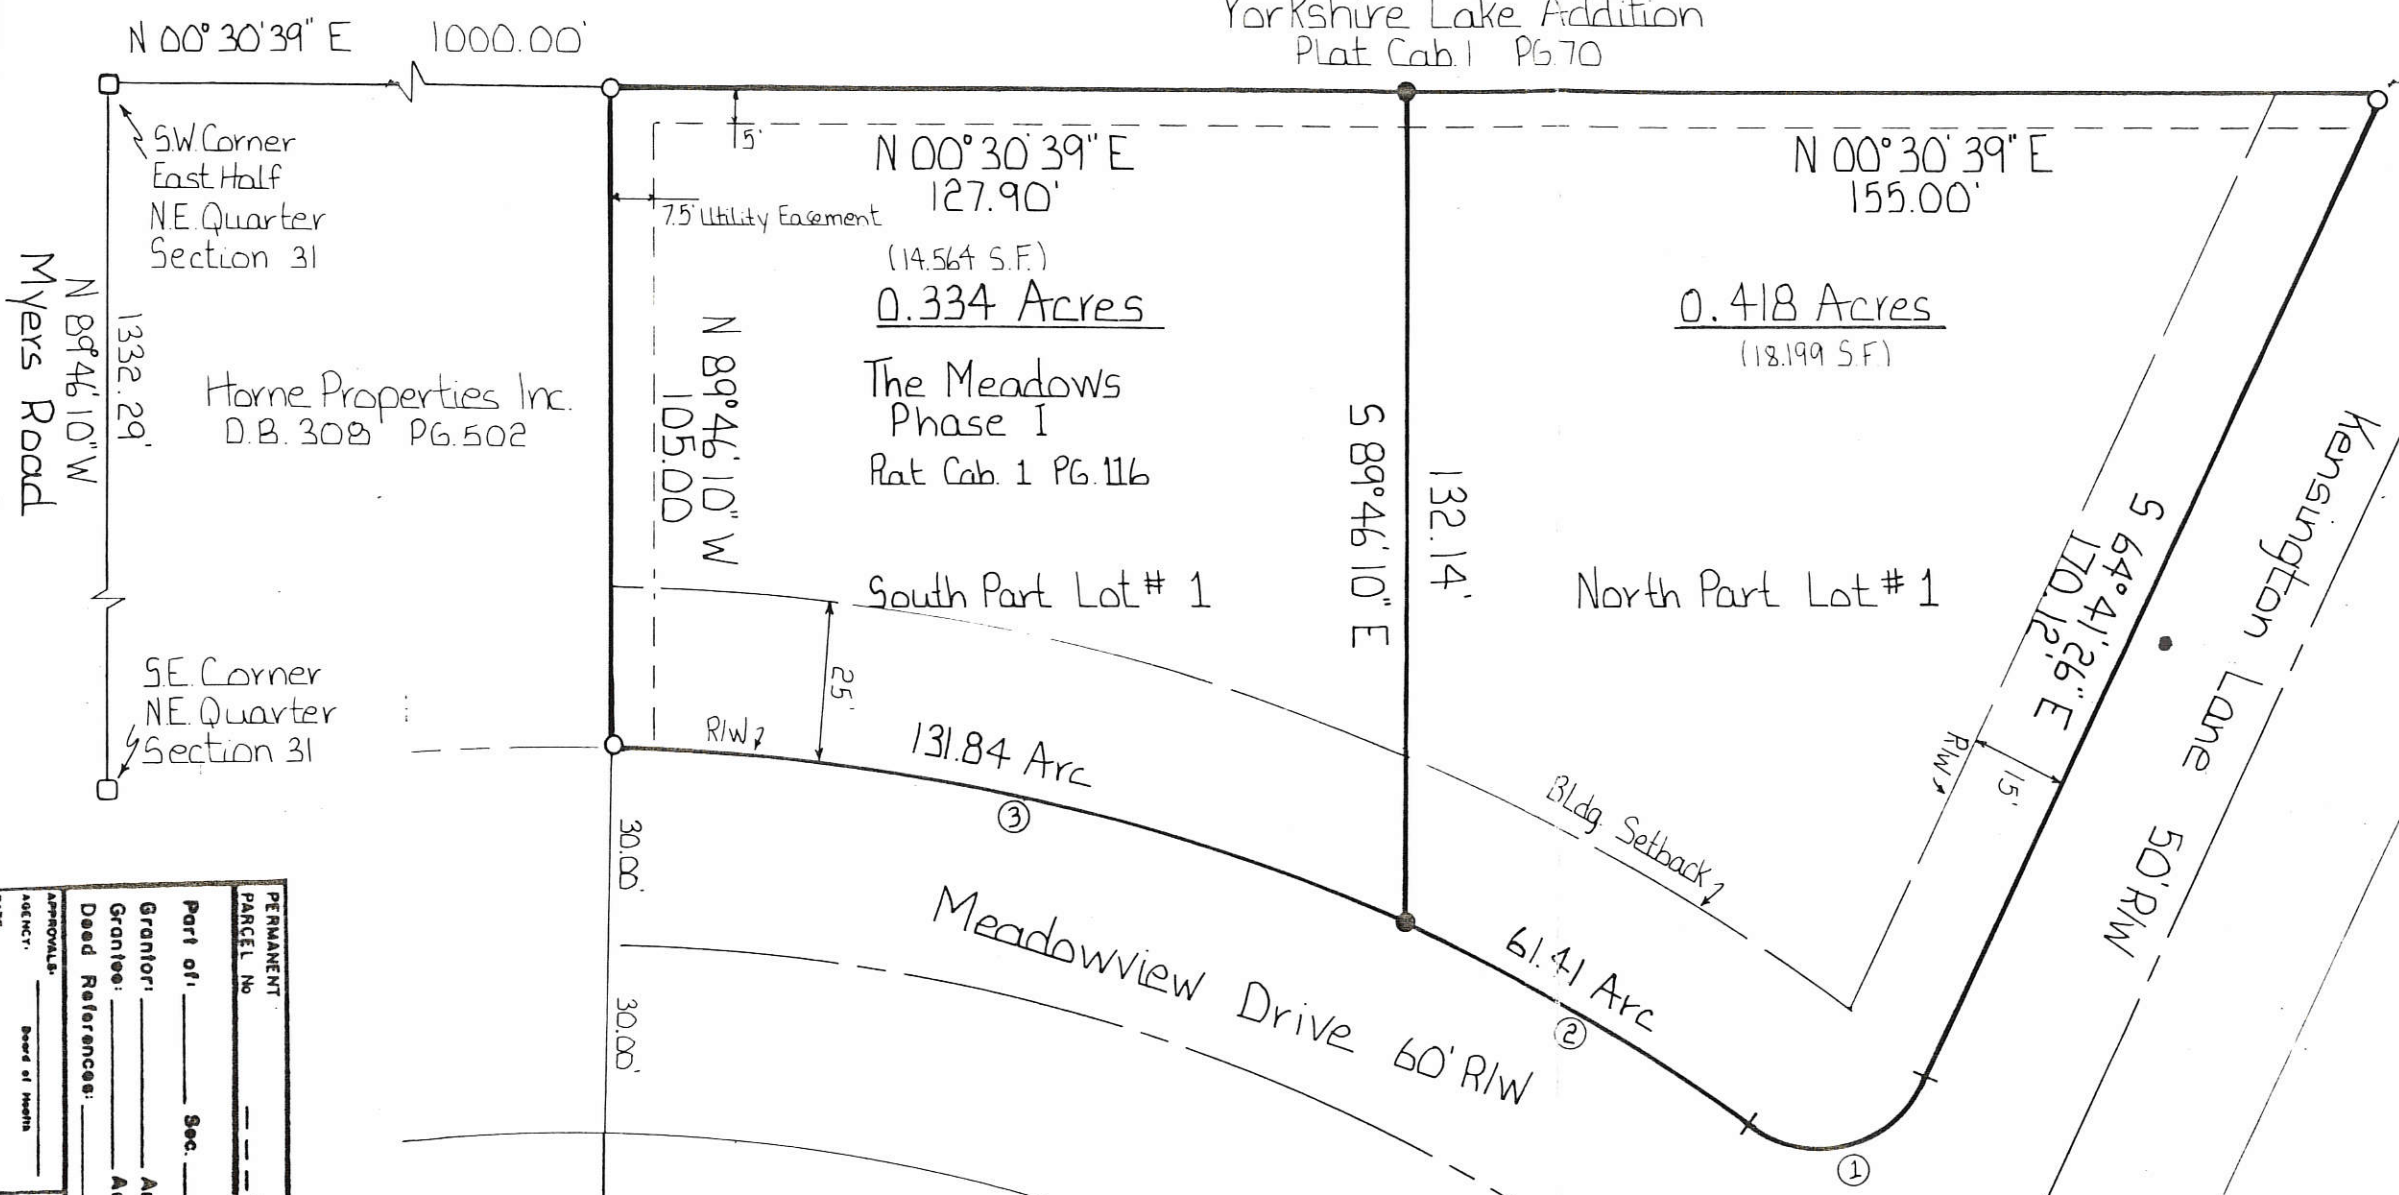 Yorkshire Lake Addition
Plat Cab. 1 PG. 70
N 00° 30' 39" E 1000.00'
S.W. Corner
East Half
N.E. Quarter
Section 31
5'
N 00° 30' 39" E
127.90'
N 00° 30' 39" E
155.00'
7.5' Utility Easement
(14.564 S.F.)
0.334 Acres
0.418 Acres
(18.199 S.F.)
Myers Road
N 89° 46' 10" W
1332.29'
Horne Properties Inc.
D.B. 308 PG. 502
N 89° 46' 10" W
105.00
The Meadows
Phase I
Plat Cab. 1 PG. 116
132.14'
S 89° 46' 10" E
South Part Lot # 1
North Part Lot # 1
S 64° 41' 26" E
170.12'
Kensington Lane 50' R/W
S.E. Corner
N.E. Quarter
Section 31
25'
R/W
131.84 Arc
3
R/W
15'
Bldg. Setback
30.00'
30.00'
Meadowview Drive 60' R/W
61.41 Arc
2
1
PERMANENT
PARCEL No
Part of: Sec.
Grantor:
Grantee:
Deed References:
APPROVALS:
AGENCY: Board of Health